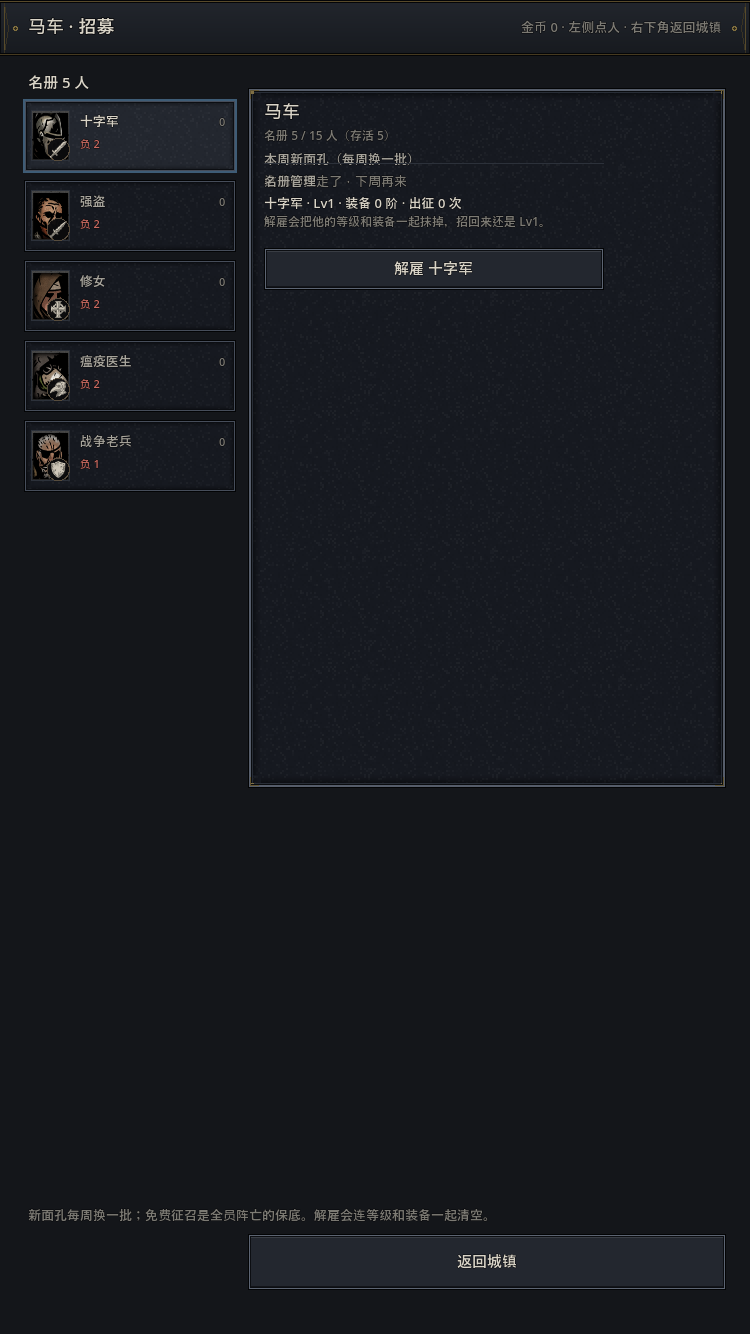 马车 · 招募
金币 0 · 左侧点人 · 右下角返回城镇
名册 5 人
十字军 0
负 2
强盗 0
负 2
修女 0
负 2
瘟疫医生 0
负 2
战争老兵 0
负 1
马车
名册 5 / 15 人（存活 5）
本周新面孔（每周换一批）
名册管理走了 · 下周再来
十字军 · Lv1 · 装备 0 阶 · 出征 0 次
解雇会把他的等级和装备一起抹掉，招回来还是 Lv1。
解雇 十字军
新面孔每周换一批；免费征召是全员阵亡的保底。解雇会连等级和装备一起清空。
返回城镇